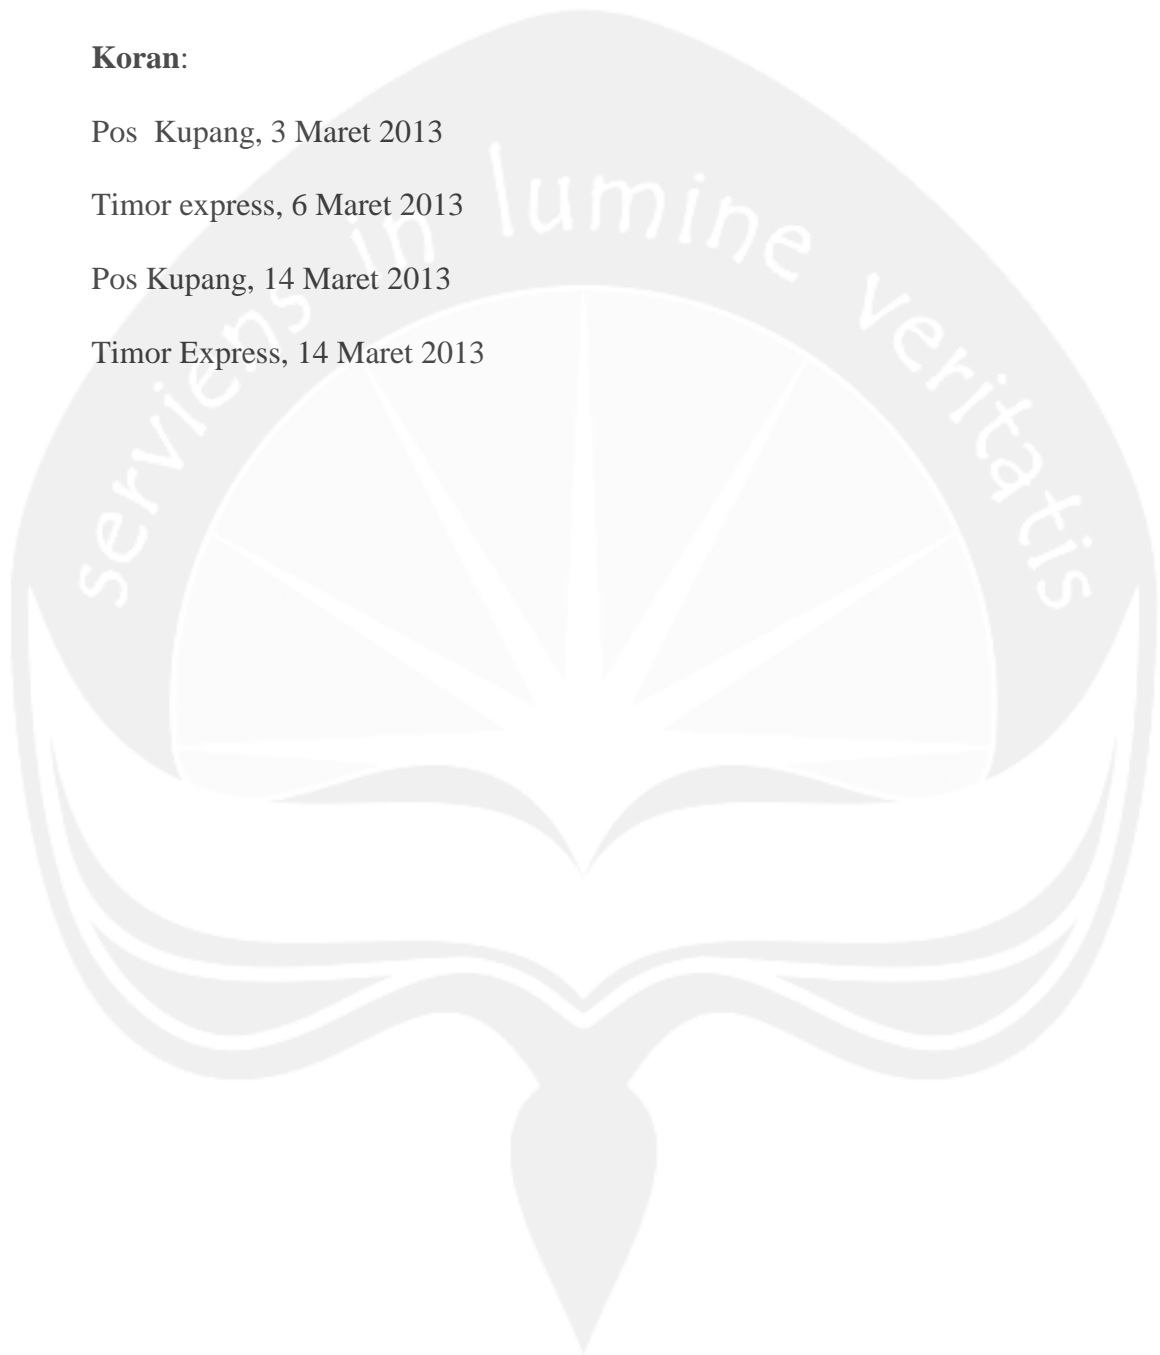 Koran:
Pos  Kupang, 3 Maret 2013
Timor express, 6 Maret 2013
Pos Kupang, 14 Maret 2013
Timor Express, 14 Maret 2013
serviens in lumine veritatis